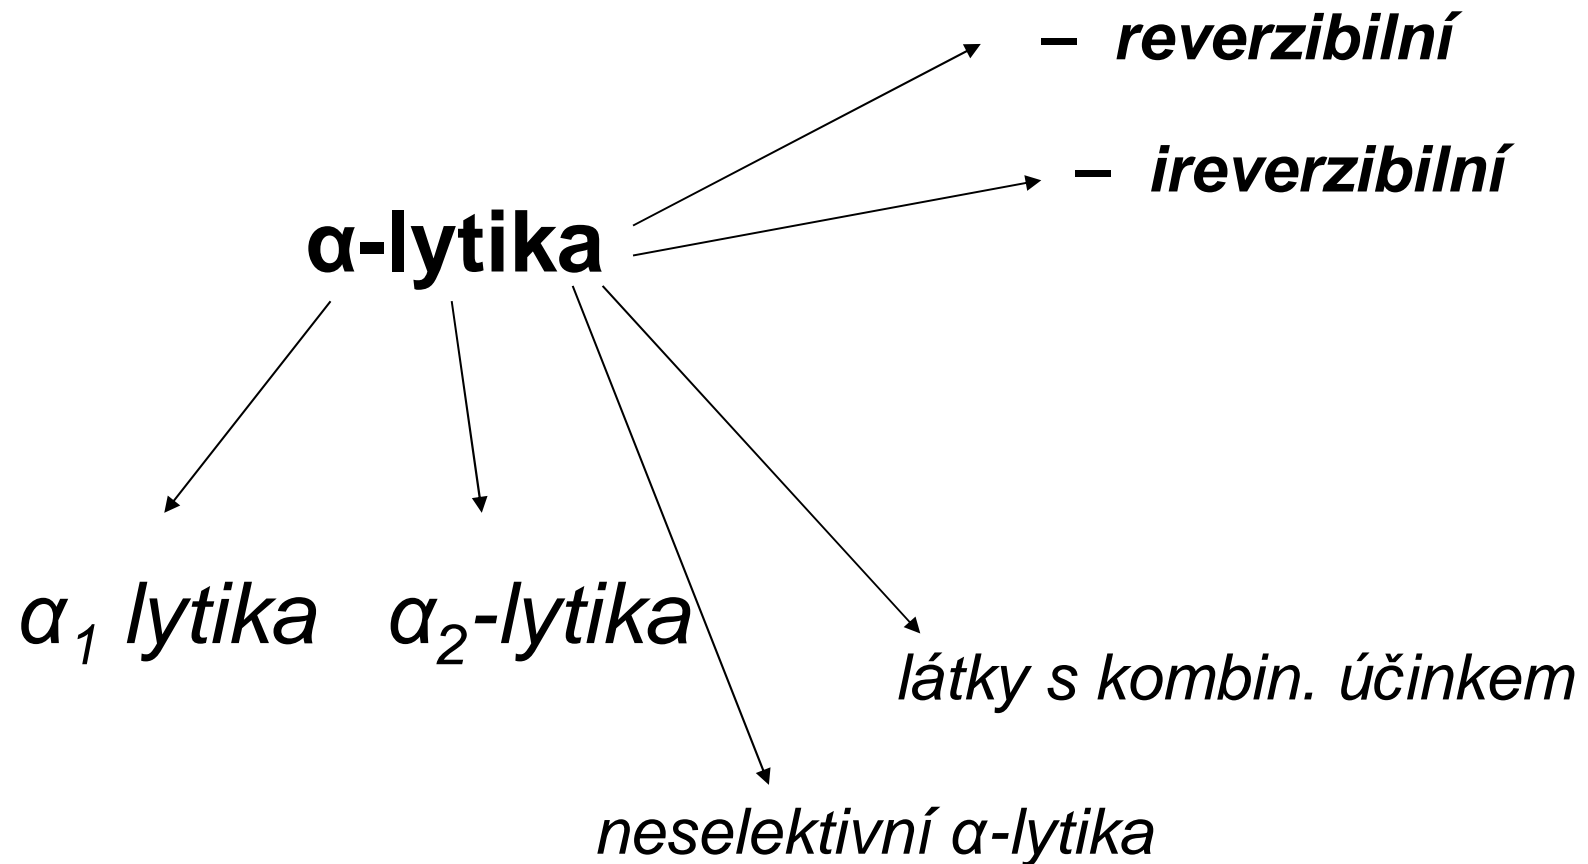 – reverzibilní
– ireverzibilní
α-lytika
α₁ lytika α₂-lytika
látky s kombin. účinkem
neselektivní α-lytika